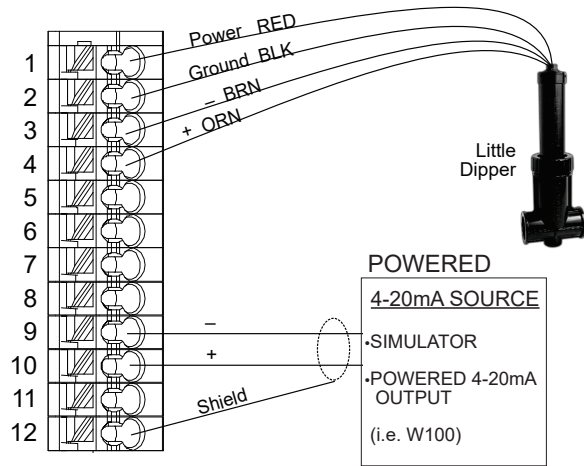 Power RED
Ground BLK
– BRN
+ ORN
1
2
3
4
5
6
7
8
9
10
11
12
Little
Dipper
POWERED
4-20mA SOURCE
•SIMULATOR
•POWERED 4-20mA
OUTPUT
(i.e. W100)
–
+
Shield